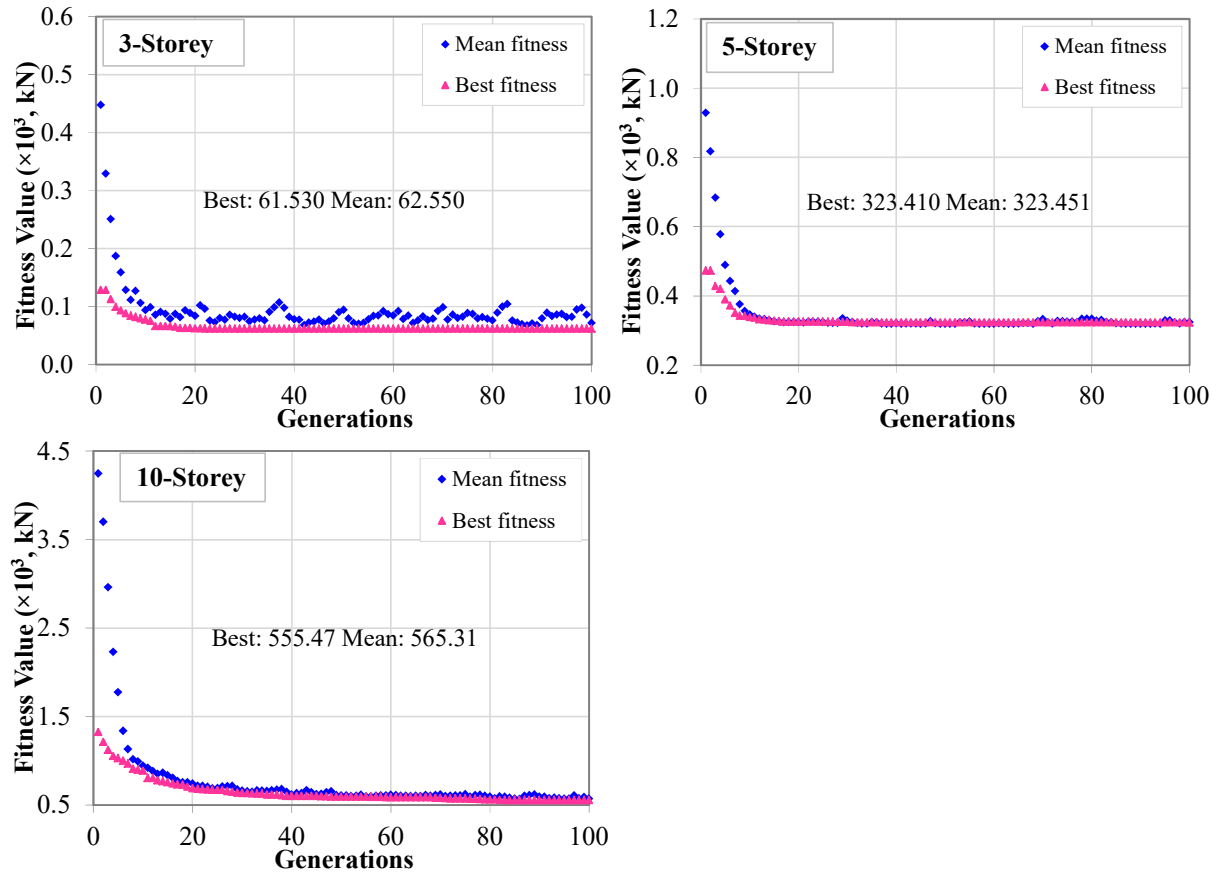 3-Storey
Mean fitness
Best fitness
Best: 61.530 Mean: 62.550
Fitness Value (×10³, kN)
0.6
0.5
0.4
0.3
0.2
0.1
0.0
0 20 40 60 80 100
Generations
5-Storey
Mean fitness
Best fitness
Best: 323.410 Mean: 323.451
Fitness Value (×10³, kN)
1.2
1.0
0.8
0.6
0.4
0.2
0 20 40 60 80 100
Generations
10-Storey
Mean fitness
Best fitness
Best: 555.47 Mean: 565.31
Fitness Value (×10³, kN)
4.5
3.5
2.5
1.5
0.5
0 20 40 60 80 100
Generations